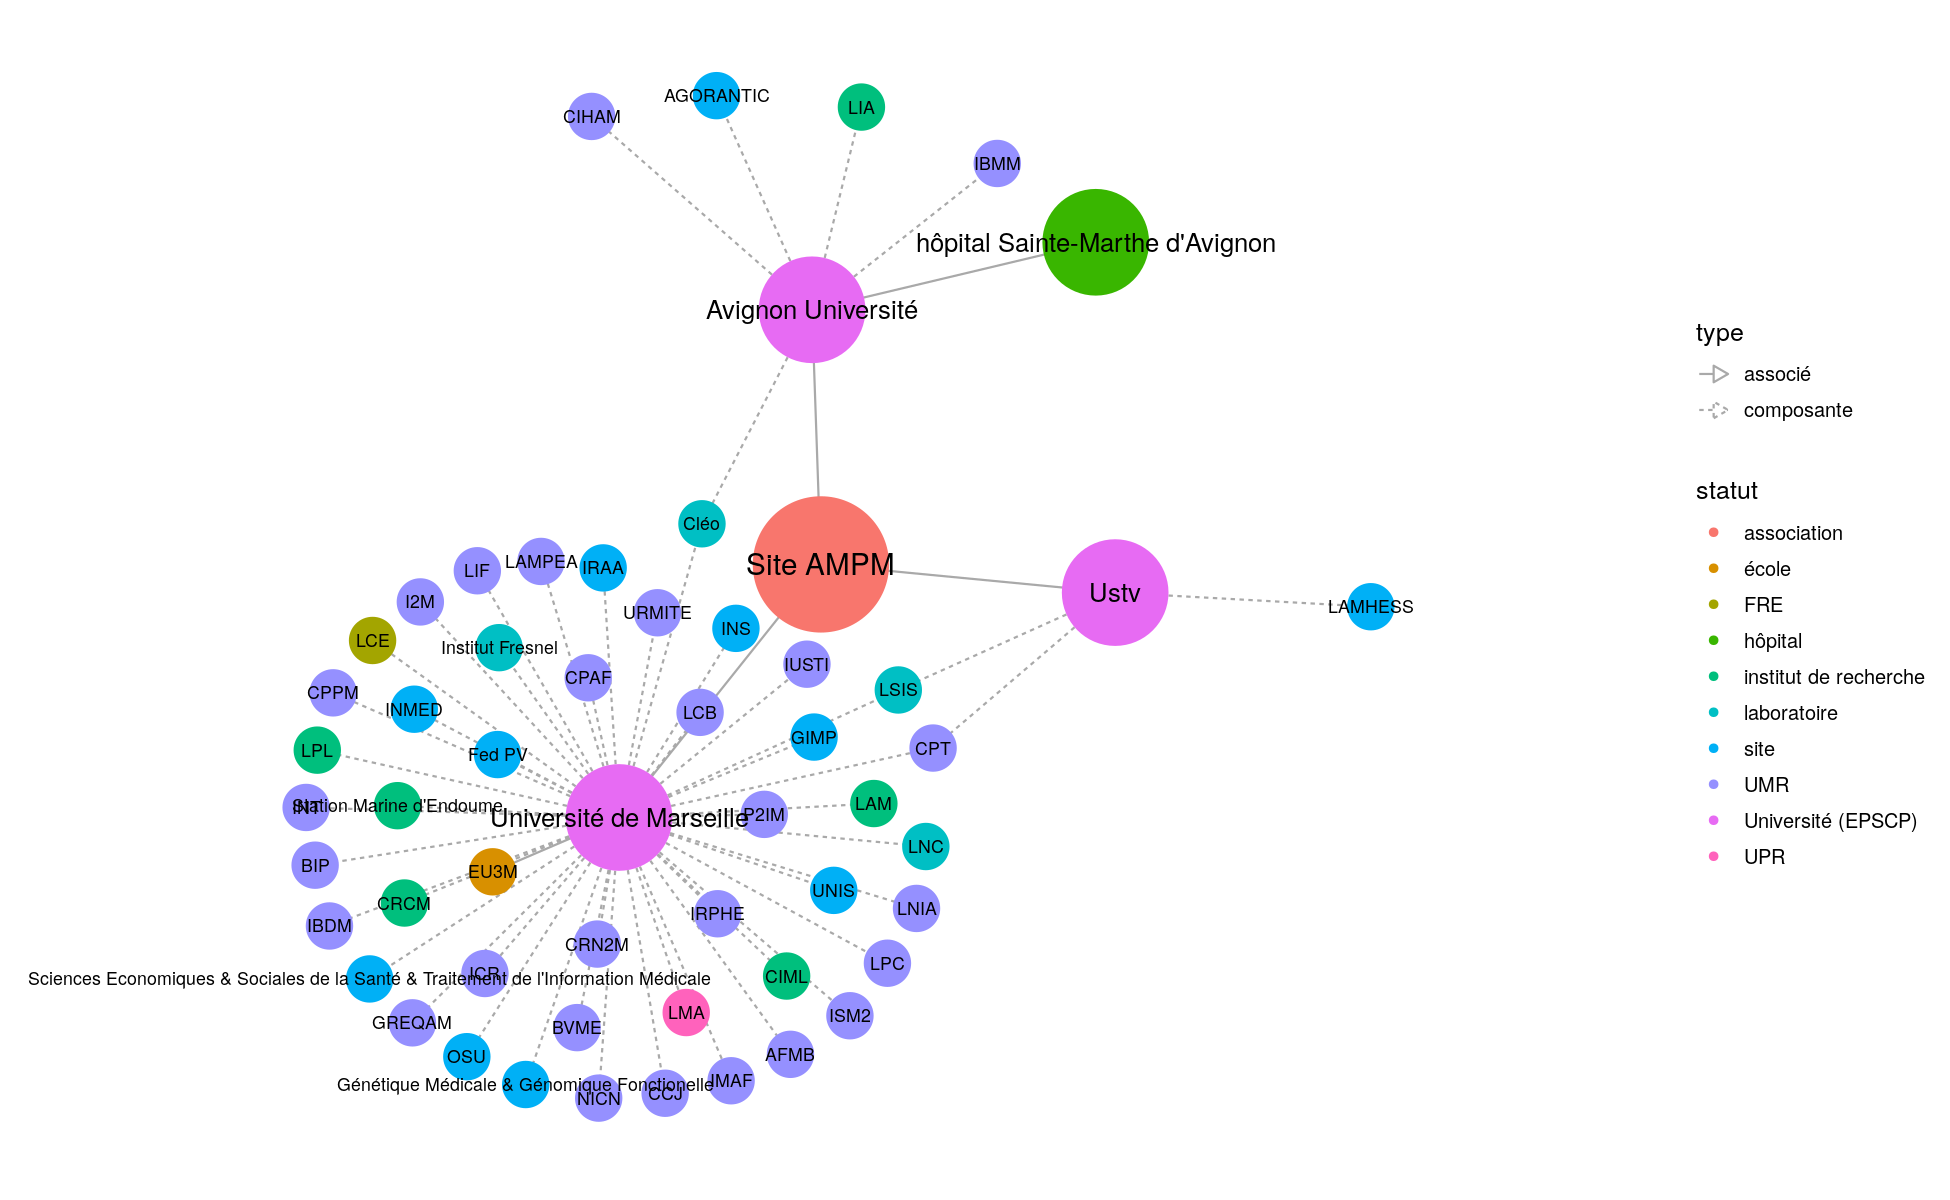 AGORANTIC
LIA
CIHAM
IBMM
hôpital Sainte-Marthe d'Avignon
Avignon Université
type
associé
composante
statut
association
école
FRE
hôpital
institut de recherche
laboratoire
site
UMR
Université (EPSCP)
UPR
Cléo
Site AMPM
LAMPEA
IRAA
LIF
Ustv
I2M
LAMHESS
URMITE
INS
LCE
Institut Fresnel
IUSTI
CPAF
LSIS
CPPM
INMED
LCB
GIMP
CPT
LPL
Fed PV
INT
Station Marine d'Endoume
LAM
Université de Marseille
P2IM
LNC
BIP
EU3M
UNIS
CRCM
LNIA
IRPHE
IBDM
CRN2M
LPC
ICR
CIML
Sciences Economiques & Sociales de la Santé & Traitement de l'Information Médicale
LMA
ISM2
GREQAM
BVME
OSU
AFMB
IMAF
Génétique Médicale & Génomique Fonctionelle
CCJ
NICN